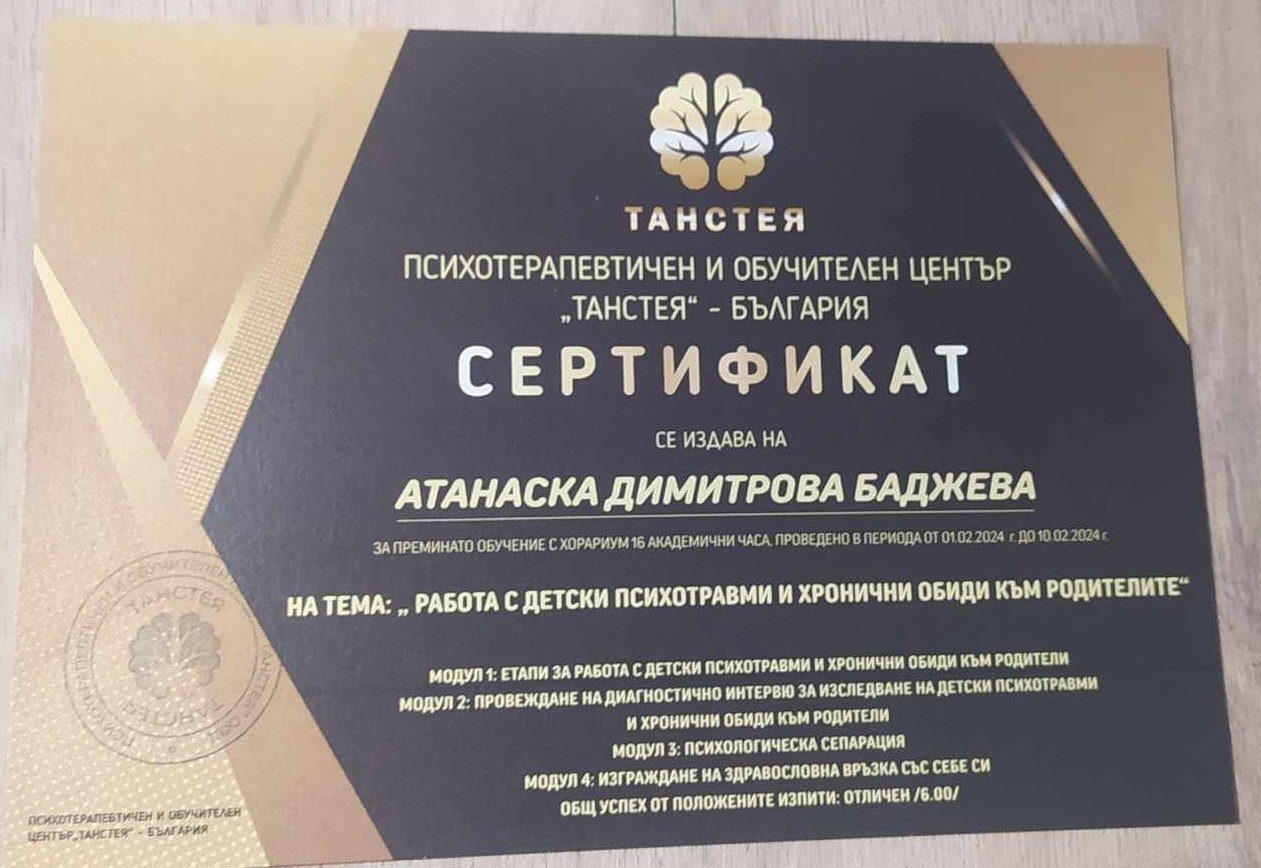 ТАНСТЕЯ
ПСИХОТЕРАПЕВТИЧЕН И ОБУЧИТЕЛЕН ЦЕНТЪР
„ТАНСТЕЯ“ - БЪЛГАРИЯ
СЕРТИФИКАТ
СЕ ИЗДАВА НА
АТАНАСКА ДИМИТРОВА БАДЖЕВА
ЗА ПРЕМИНАТО ОБУЧЕНИЕ С ХОРАРИУМ 16 АКАДЕМИЧНИ ЧАСА, ПРОВЕДЕНО В ПЕРИОДА ОТ 01.02.2024 г. ДО 10.02.2024 г.
НА ТЕМА: „ РАБОТА С ДЕТСКИ ПСИХОТРАВМИ И ХРОНИЧНИ ОБИДИ КЪМ РОДИТЕЛИТЕ“
МОДУЛ 1: ЕТАПИ ЗА РАБОТА С ДЕТСКИ ПСИХОТРАВМИ И ХРОНИЧНИ ОБИДИ КЪМ РОДИТЕЛИ
МОДУЛ 2: ПРОВЕЖДАНЕ НА ДИАГНОСТИЧНО ИНТЕРВЮ ЗА ИЗСЛЕДВАНЕ НА ДЕТСКИ ПСИХОТРАВМИ
И ХРОНИЧНИ ОБИДИ КЪМ РОДИТЕЛИ
МОДУЛ 3: ПСИХОЛОГИЧЕСКА СЕПАРАЦИЯ
МОДУЛ 4: ИЗГРАЖДАНЕ НА ЗДРАВОСЛОВНА ВРЪЗКА СЪС СЕБЕ СИ
ОБЩ УСПЕХ ОТ ПОЛОЖЕНИТЕ ИЗПИТИ: ОТЛИЧЕН /6.00/
ТАНСТЕЯ
ТАНСТЕЯ
ПСИХОТЕРАПЕВТИЧЕН И ОБУЧИТЕЛЕН
ЦЕНТЪР„ТАНСТЕЯ“ - БЪЛГАРИЯ